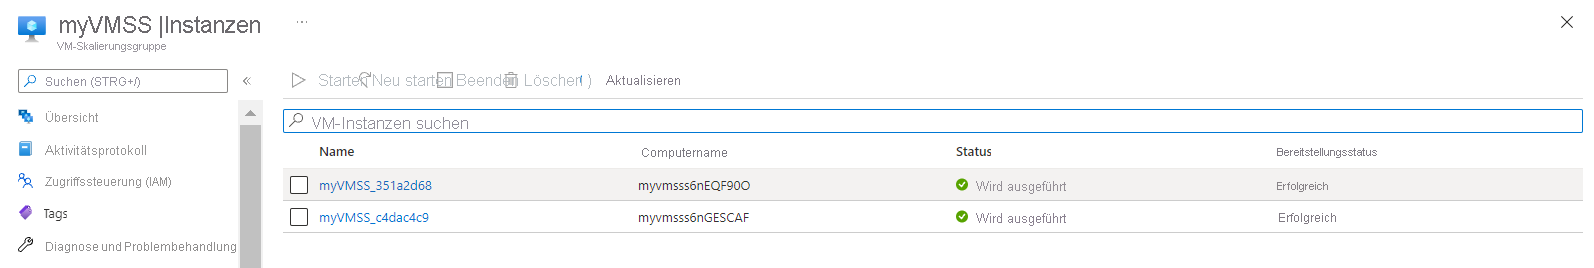 myVMSS |Instanzen ...
VM-Skalierungsgruppe
Suchen (STRG+/) «
Starten Neu starten Beenden Löschen ) Aktualisieren
Übersicht
VM-Instanzen suchen
Aktivitätsprotokoll
Name Computername Status Bereitstellungsstatus
Zugriffssteuerung (IAM)
myVMSS_351a2d68 myvmsss6nEQF90O Wird ausgeführt Erfolgreich
Tags
myVMSS_c4dac4c9 myvmsss6nGESCAF Wird ausgeführt Erfolgreich
Diagnose und Problembehandlung